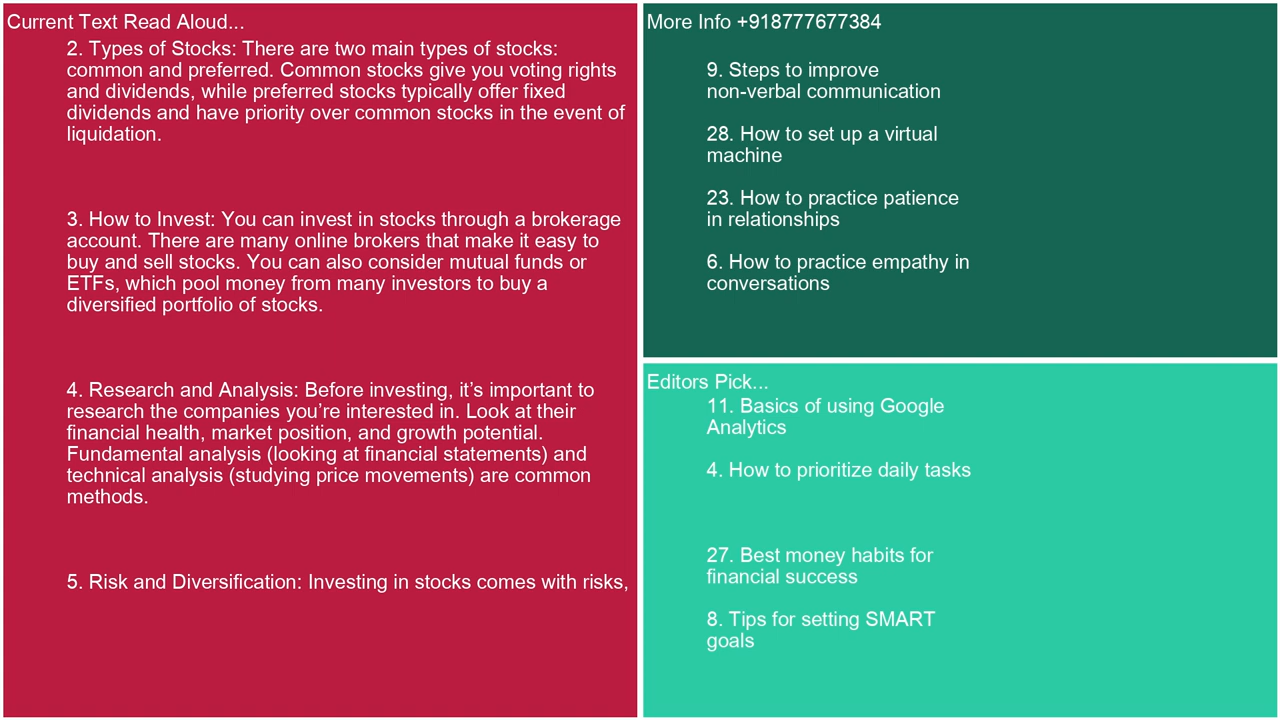 Current Text Read Aloud...
2. Types of Stocks: There are two main types of stocks:
common and preferred. Common stocks give you voting rights
and dividends, while preferred stocks typically offer fixed
dividends and have priority over common stocks in the event of
liquidation.
3. How to Invest: You can invest in stocks through a brokerage
account. There are many online brokers that make it easy to
buy and sell stocks. You can also consider mutual funds or
ETFs, which pool money from many investors to buy a
diversified portfolio of stocks.
4. Research and Analysis: Before investing, it’s important to
research the companies you’re interested in. Look at their
financial health, market position, and growth potential.
Fundamental analysis (looking at financial statements) and
technical analysis (studying price movements) are common
methods.
5. Risk and Diversification: Investing in stocks comes with risks,
More Info +918777677384
9. Steps to improve
non-verbal communication
28. How to set up a virtual
machine
23. How to practice patience
in relationships
6. How to practice empathy in
conversations
Editors Pick...
11. Basics of using Google
Analytics
4. How to prioritize daily tasks
27. Best money habits for
financial success
8. Tips for setting SMART
goals